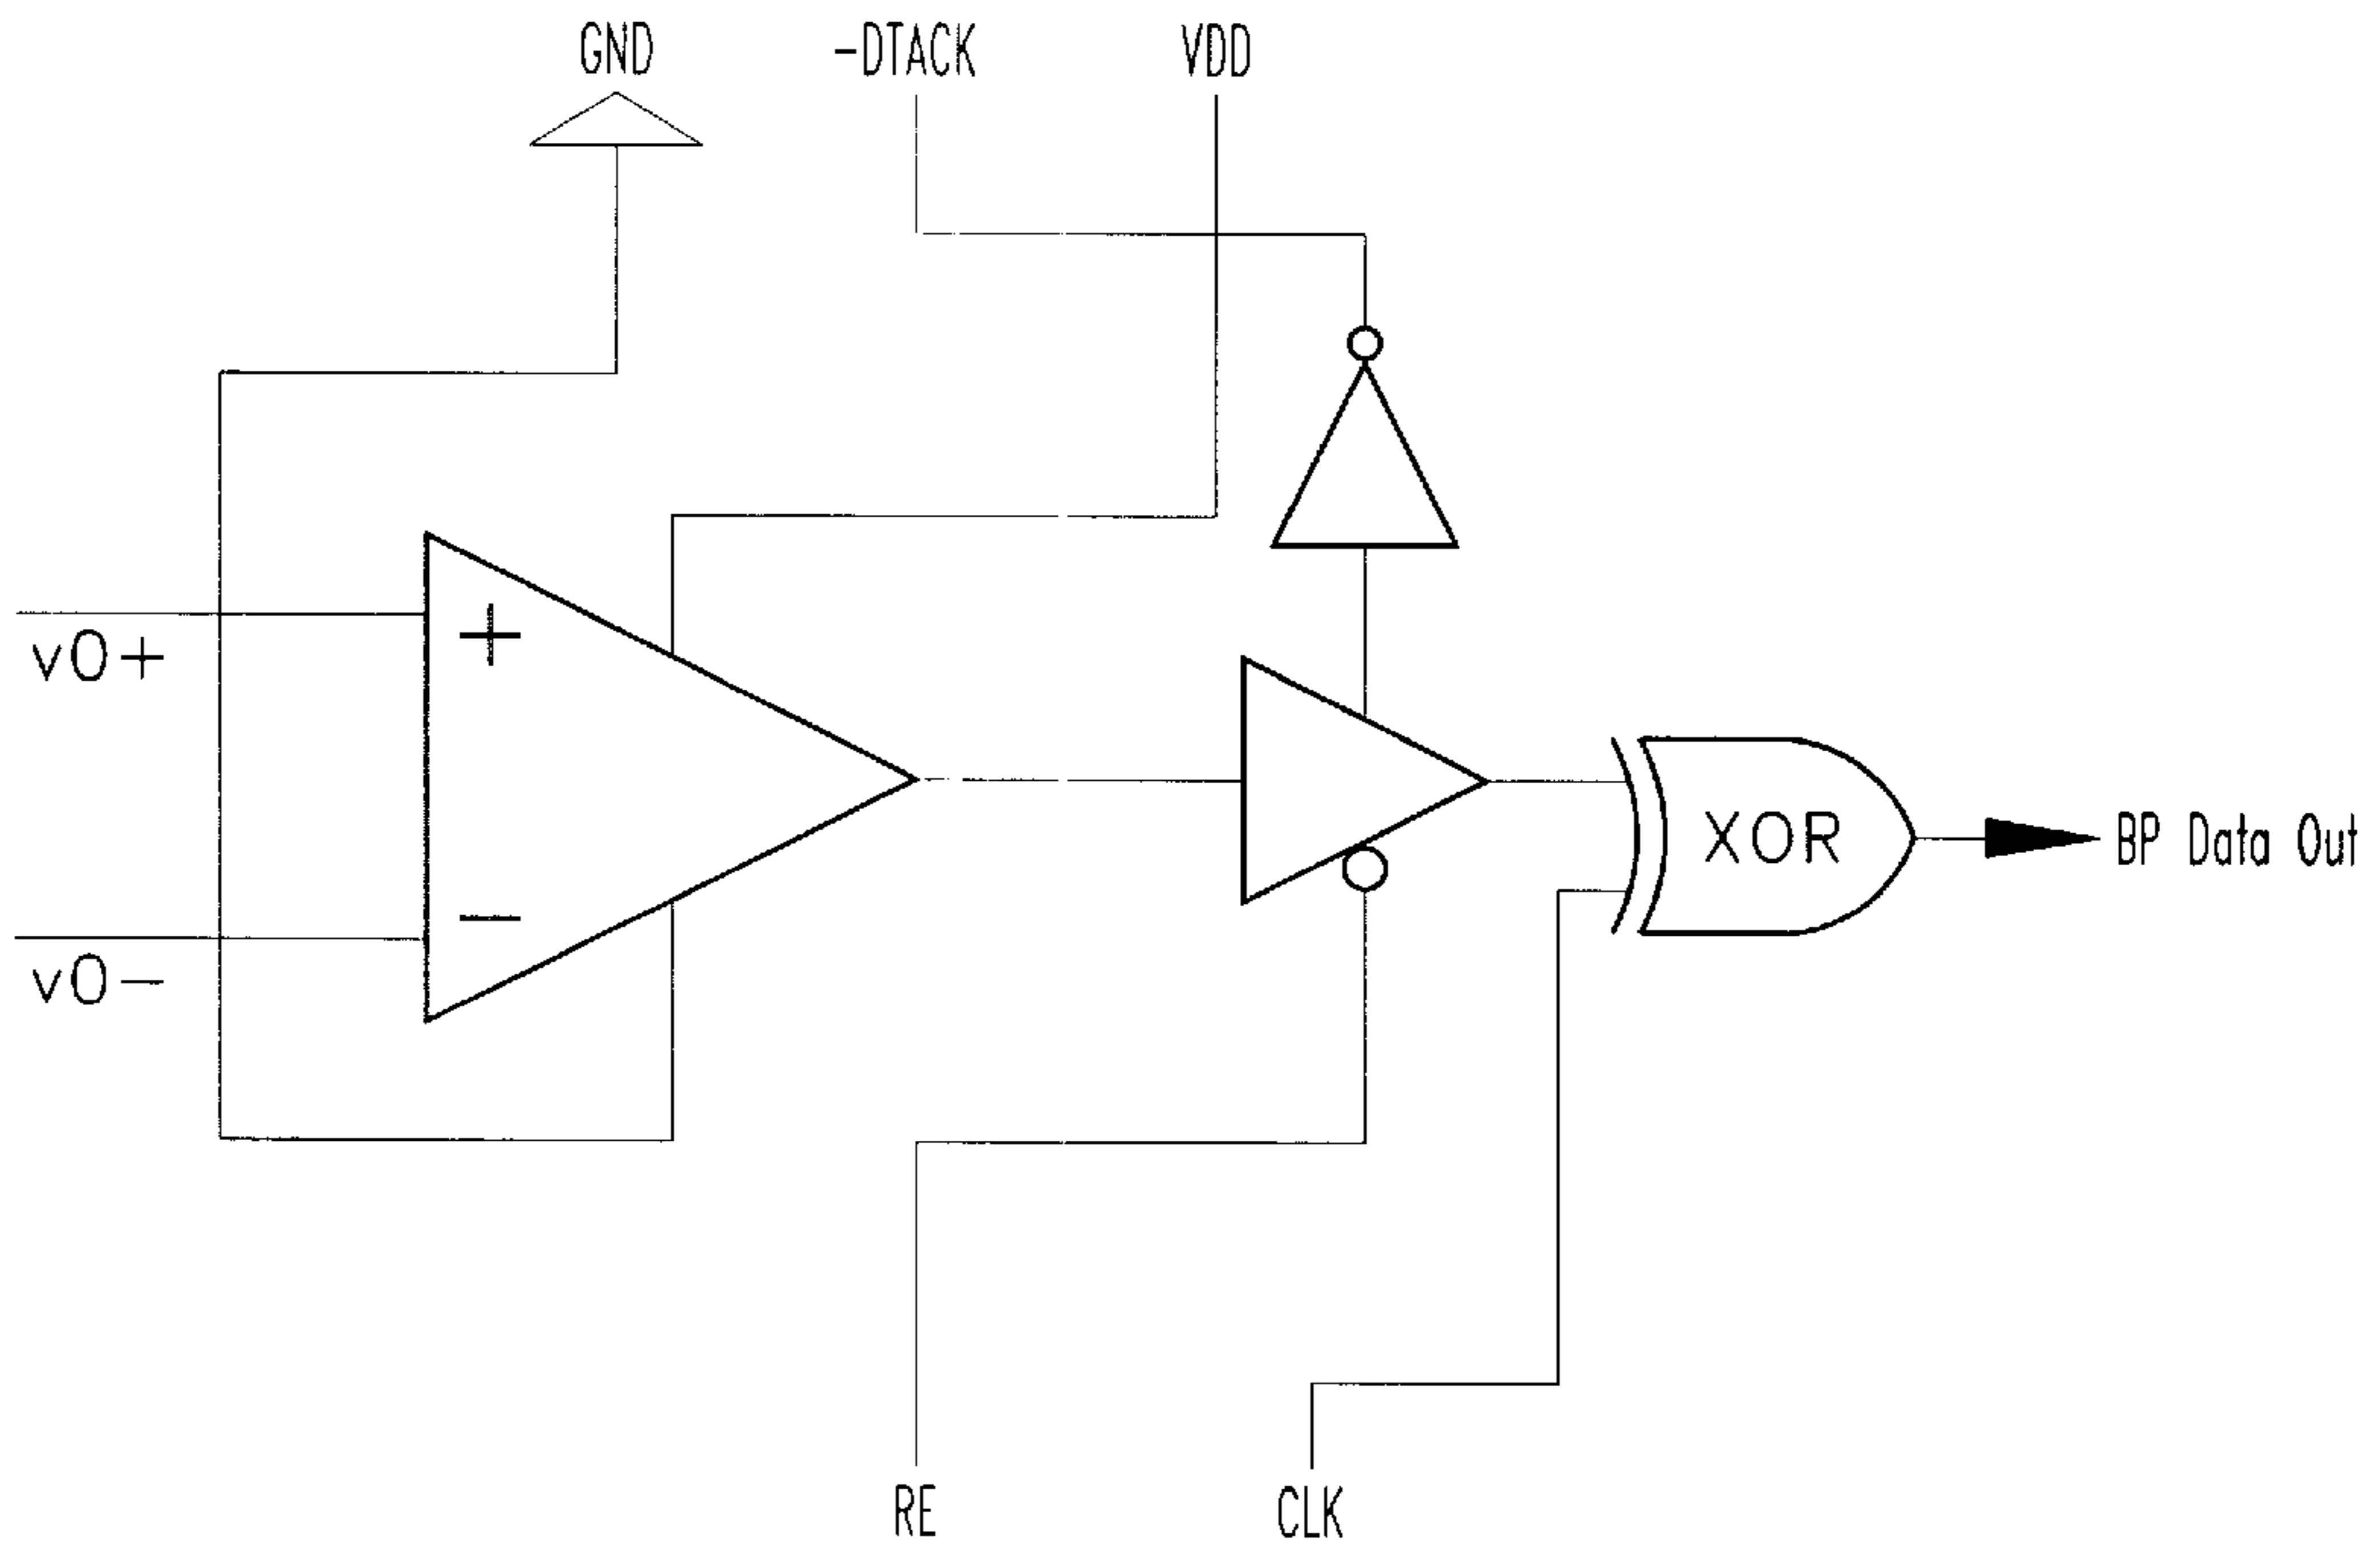 GND
-DTACK
VDD
+
vO+
XOR
BP Data Out
−
vO-
RE
CLK